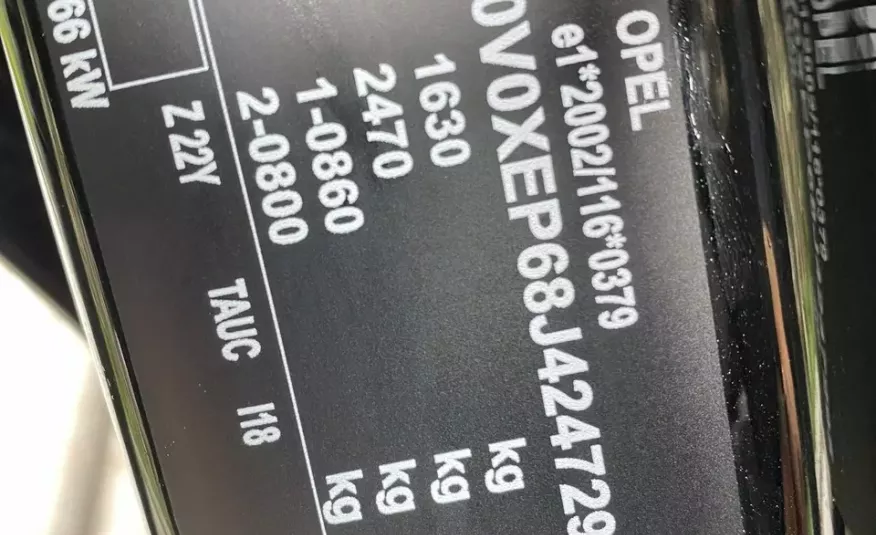 OPEL
e1*2002/116*0379
0V0XEP68J424729
1630 kg
2470 kg
1-0860 kg
2-0800 kg
66 kW
Z 22Y TAUC I18